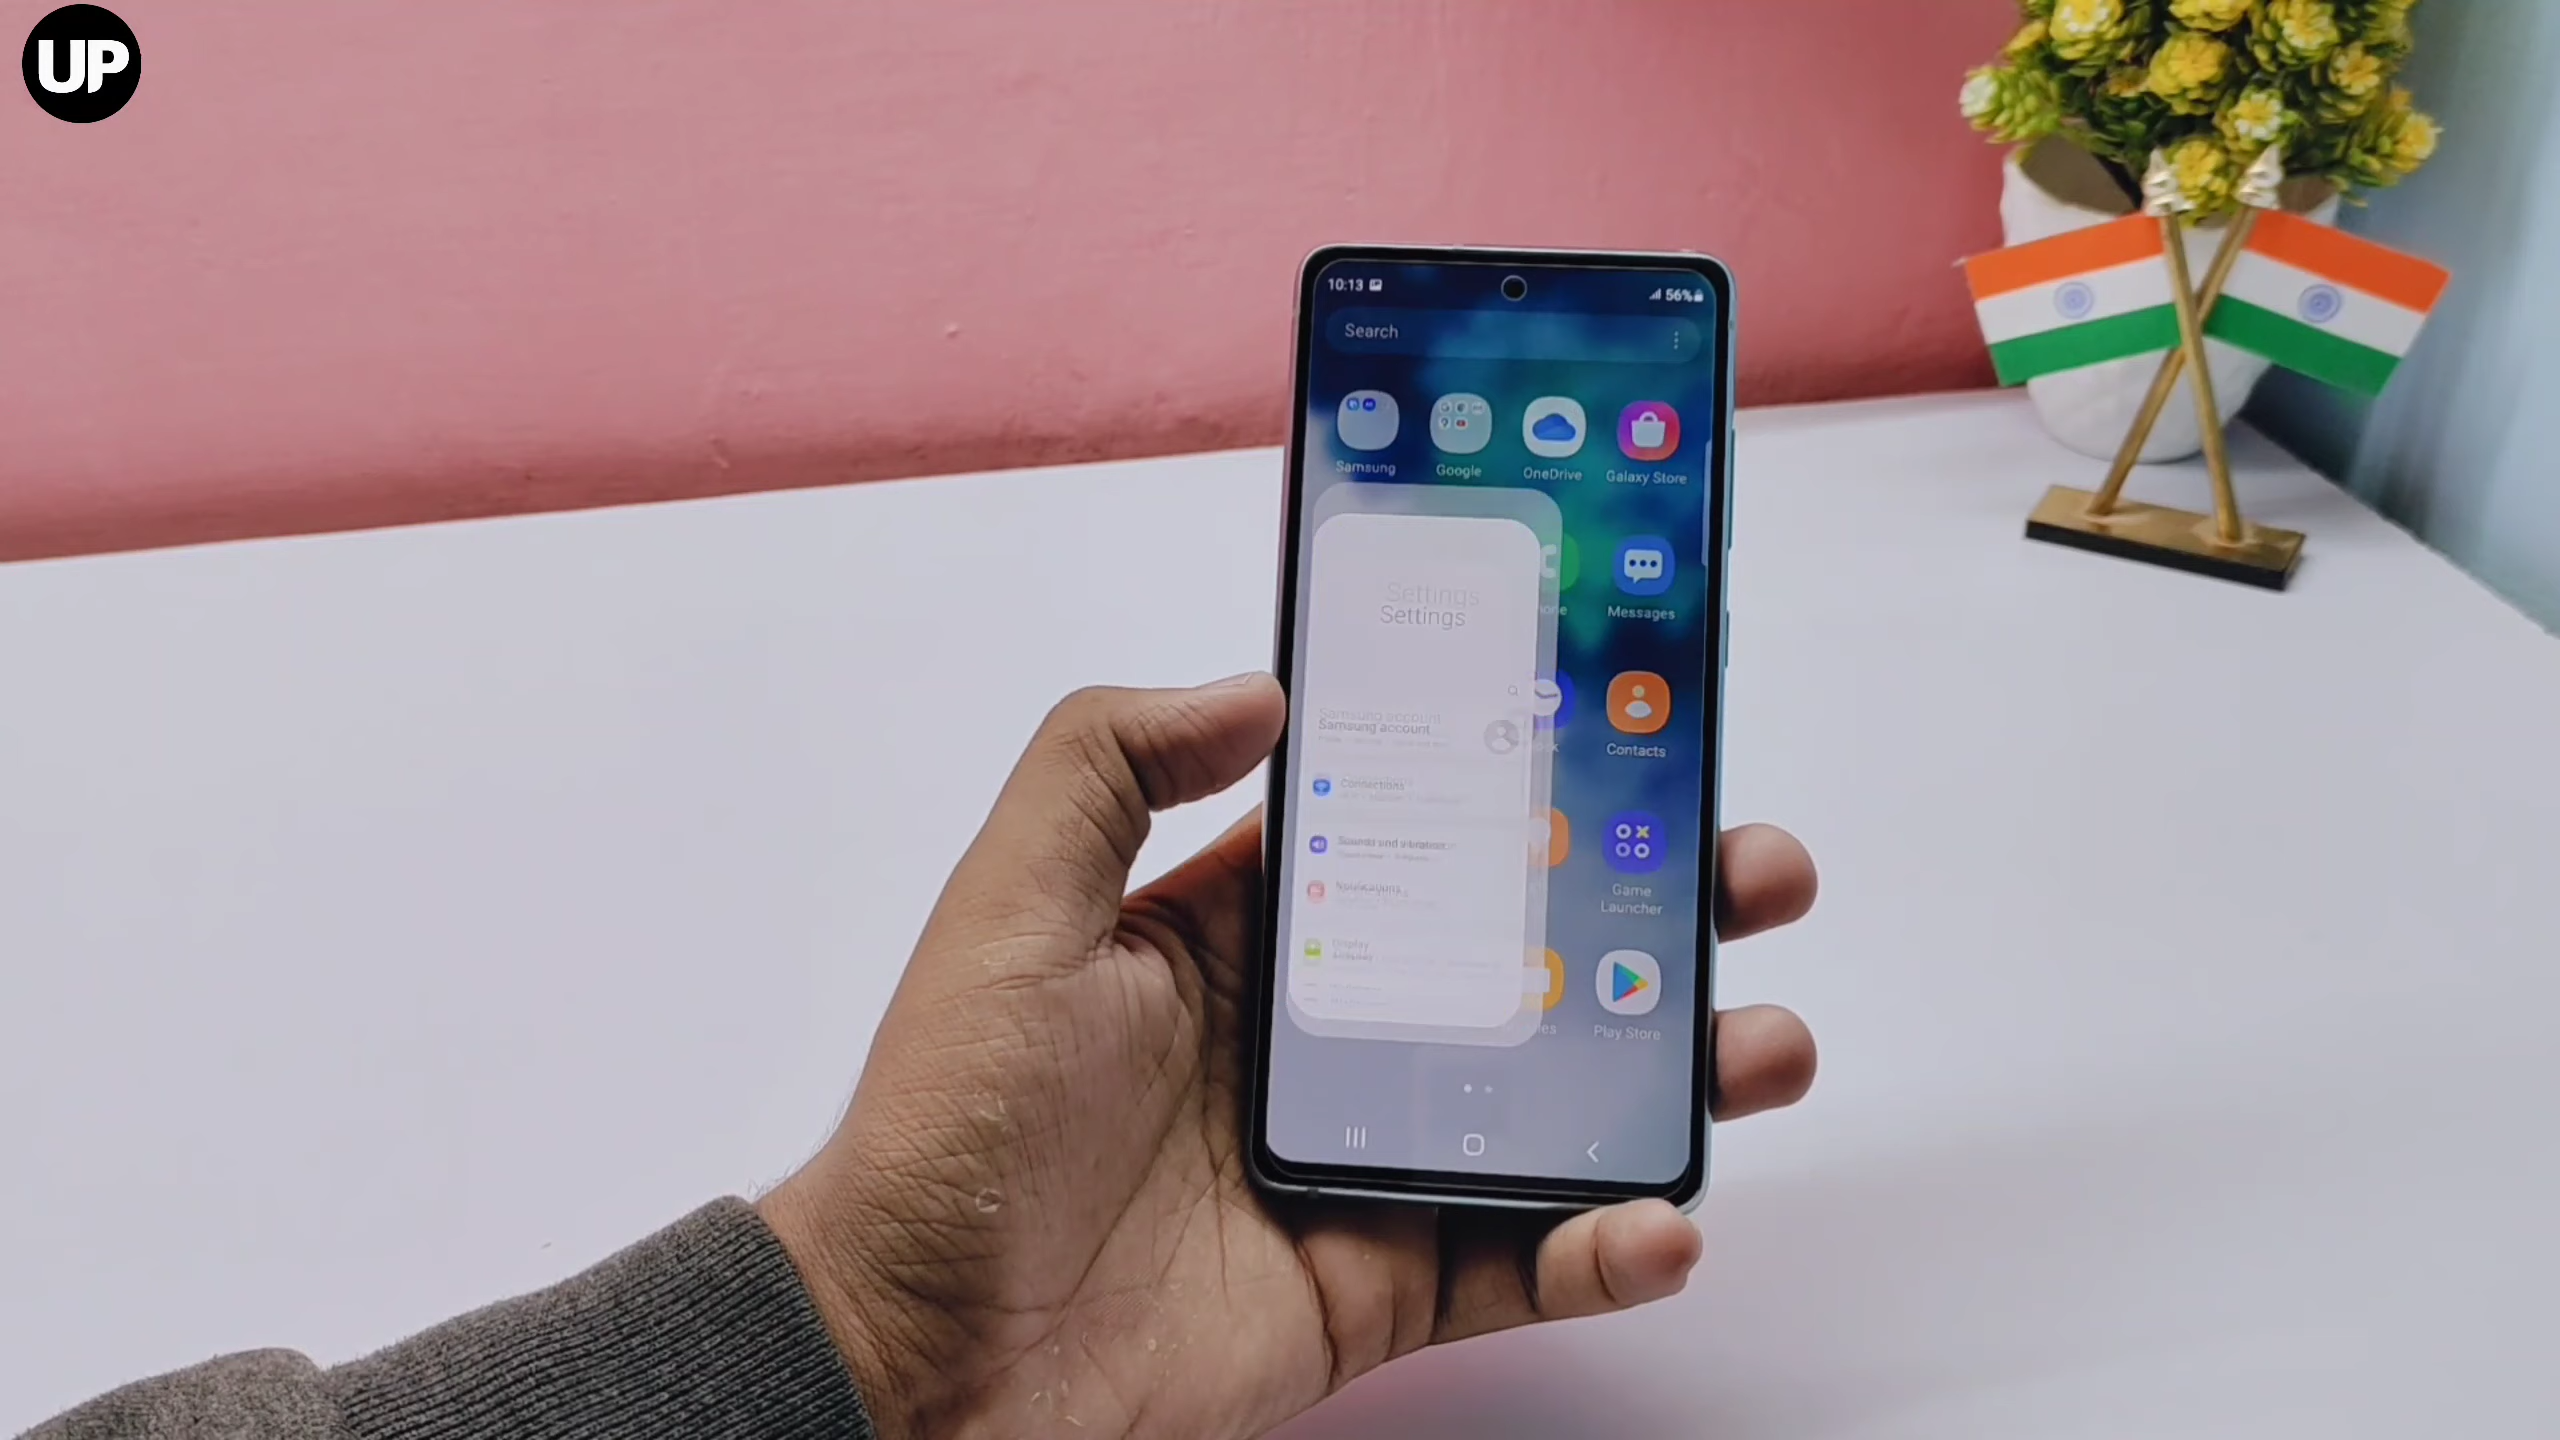 UP
10:13
56%
Search
Samsung
Google
OneDrive
Galaxy Store
Settings
Settings
Messages
Samsung account
Samsung account
Contacts
Connections
Sounds and vibration
Notifications
Game
Launcher
Display
Play Store